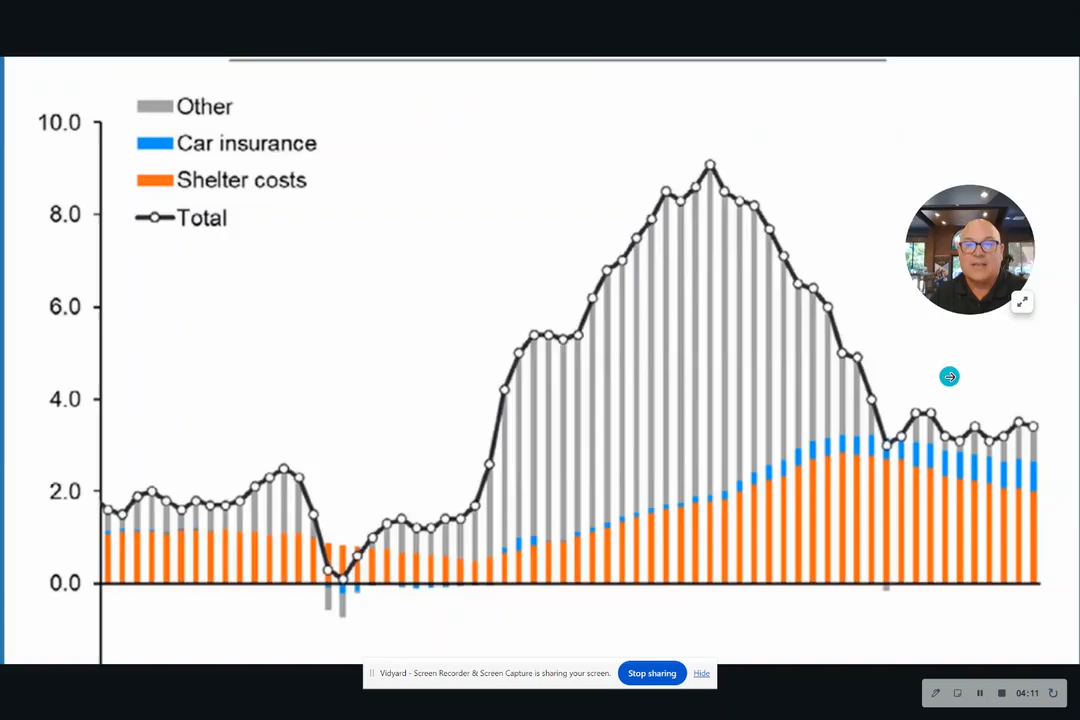 Other
Car insurance
Shelter costs
Total
10.0
8.0
6.0
4.0
2.0
0.0
Vidyard - Screen Recorder & Screen Capture is sharing your screen.
Stop sharing
Hide
04:11